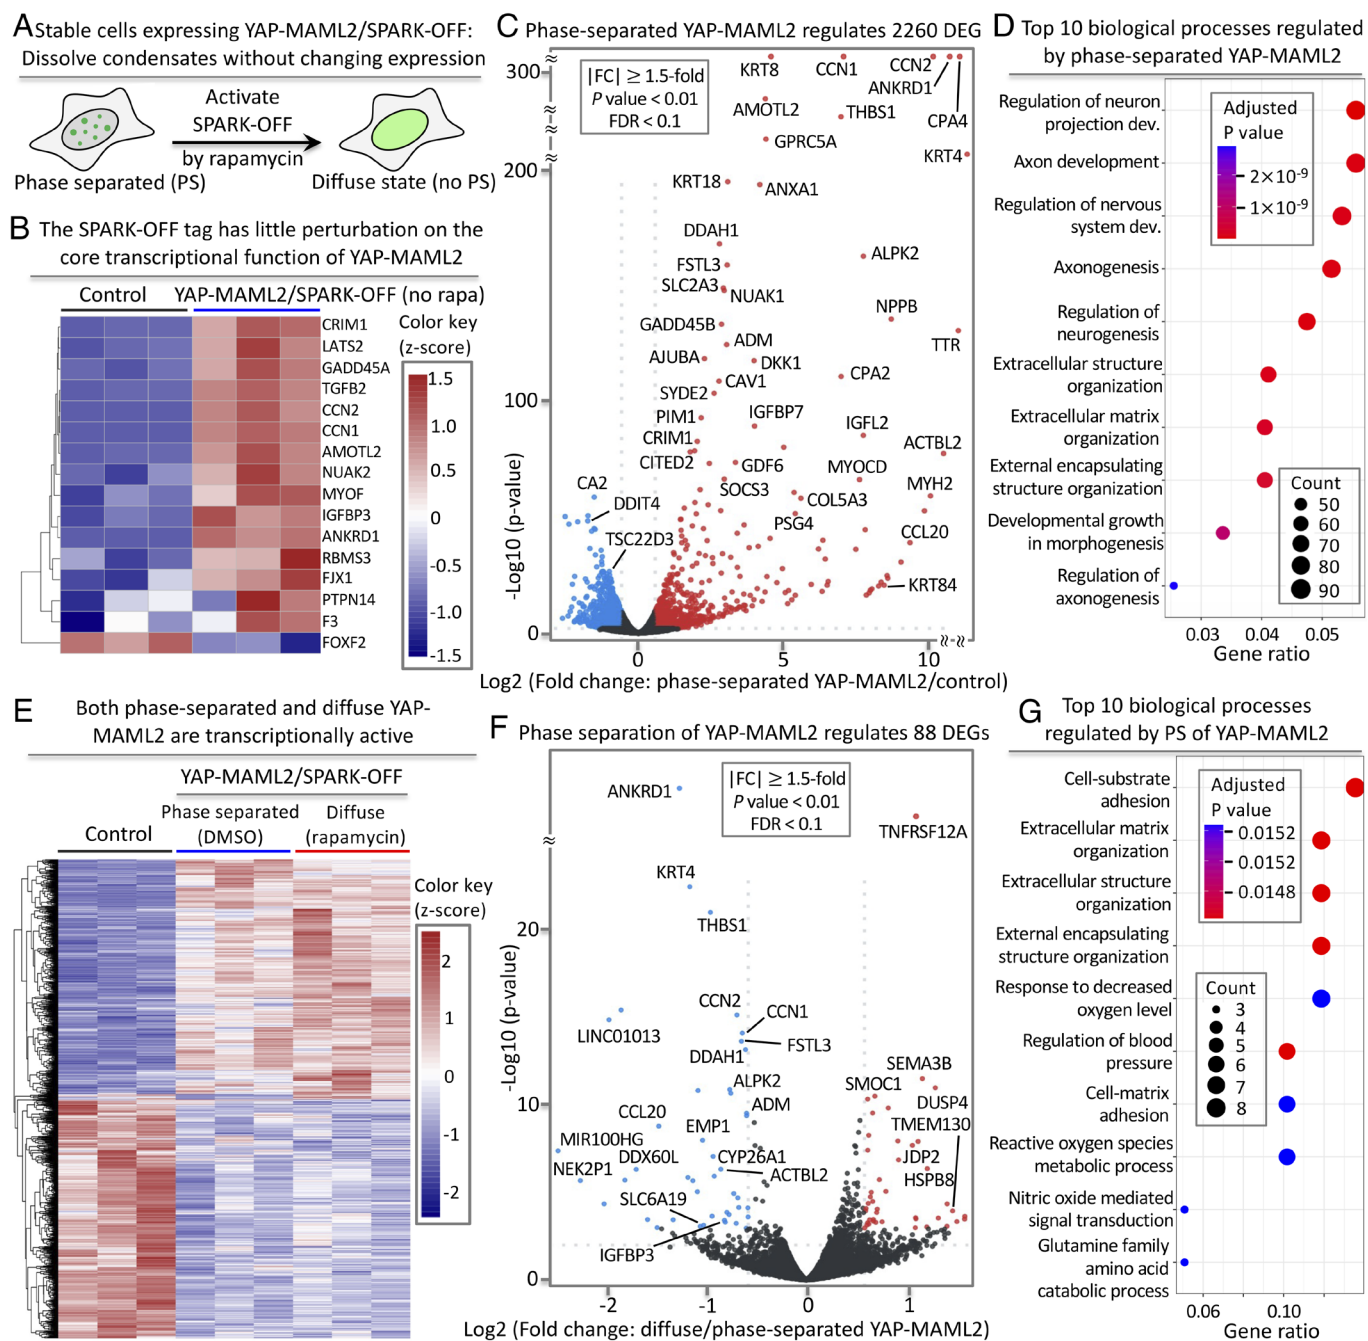 A Stable cells expressing YAP-MAML2/SPARK-OFF:
Dissolve condensates without changing expression
Activate
SPARK-OFF
by rapamycin
Phase separated (PS)
Diffuse state (no PS)
B The SPARK-OFF tag has little perturbation on the
core transcriptional function of YAP-MAML2
Control
YAP-MAML2/SPARK-OFF (no rapa)
CRIM1
LATS2
GADD45A
TGFB2
CCN2
CCN1
AMOTL2
NUAK2
MYOF
IGFBP3
ANKRD1
RBMS3
FJX1
PTPN14
F3
FOXF2
Color key
(z-score)
1.5
1.0
0.5
0
-0.5
-1.0
-1.5
C Phase-separated YAP-MAML2 regulates 2260 DEG
|FC| ≥ 1.5-fold
P value < 0.01
FDR < 0.1
KRT8
CCN1
CCN2
ANKRD1
CPA4
AMOTL2
THBS1
GPRC5A
KRT4
KRT18
ANXA1
DDAH1
ALPK2
FSTL3
SLC2A3
NUAK1
NPPB
GADD45B
ADM
TTR
AJUBA
DKK1
CAV1
CPA2
SYDE2
PIM1
IGFBP7
IGFL2
CRIM1
ACTBL2
CITED2
GDF6
MYOCD
CA2
SOCS3
COL5A3
MYH2
DDIT4
PSG4
TSC22D3
CCL20
KRT84
300
200
100
0
-Log10 (p-value)
0
5
10
Log2 (Fold change: phase-separated YAP-MAML2/control)
D Top 10 biological processes regulated
by phase-separated YAP-MAML2
Regulation of neuron
projection dev.
Axon development
Regulation of nervous
system dev.
Axonogenesis
Regulation of
neurogenesis
Extracellular structure
organization
Extracellular matrix
organization
External encapsulating
structure organization
Developmental growth
in morphogenesis
Regulation of
axonogenesis
Adjusted
P value
2×10-9
1×10-9
Count
50
60
70
80
90
0.03
0.04
0.05
Gene ratio
E Both phase-separated and diffuse YAP-
MAML2 are transcriptionally active
YAP-MAML2/SPARK-OFF
Control
Phase separated
(DMSO)
Diffuse
(rapamycin)
Color key
(z-score)
2
1
0
-1
-2
F Phase separation of YAP-MAML2 regulates 88 DEGs
|FC| ≥ 1.5-fold
P value < 0.01
FDR < 0.1
ANKRD1
TNFRSF12A
KRT4
THBS1
CCN2
CCN1
LINC01013
FSTL3
DDAH1
SEMA3B
ALPK2
SMOC1
ADM
DUSP4
CCL20
EMP1
TMEM130
MIR100HG
DDX60L
CYP26A1
JDP2
NEK2P1
ACTBL2
HSPB8
SLC6A19
IGFBP3
20
10
0
-Log10 (p-value)
-2
-1
0
1
Log2 (Fold change: diffuse/phase-separated YAP-MAML2)
G Top 10 biological processes
regulated by PS of YAP-MAML2
Cell-substrate
adhesion
Extracellular matrix
organization
Extracellular structure
organization
External encapsulating
structure organization
Response to decreased
oxygen level
Regulation of blood
pressure
Cell-matrix
adhesion
Reactive oxygen species
metabolic process
Nitric oxide mediated
signal transduction
Glutamine family
amino acid
catabolic process
Adjusted
P value
0.0152
0.0152
0.0148
Count
3
4
5
6
7
8
0.06
0.10
Gene ratio